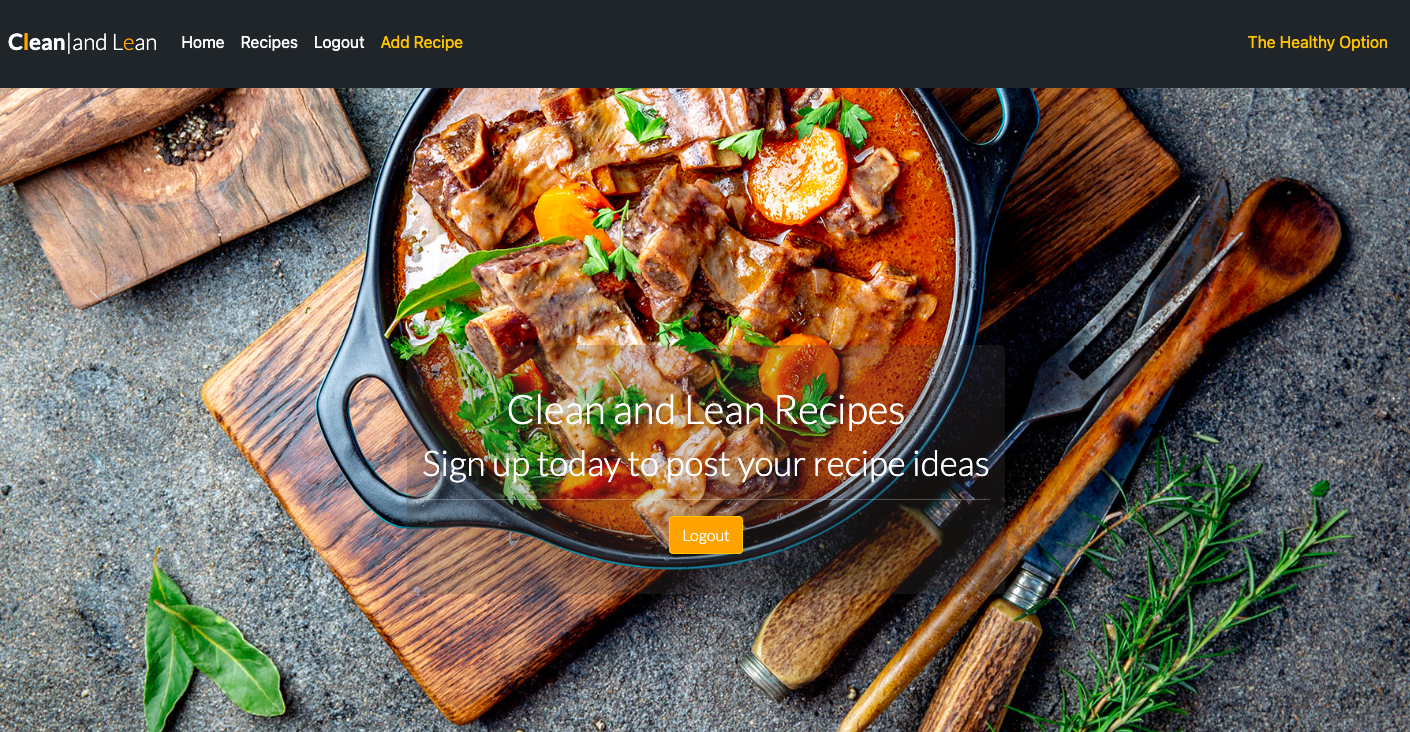 Clean|and Lean Home Recipes Logout Add Recipe The Healthy Option
Clean and Lean Recipes
Sign up today to post your recipe ideas
Logout